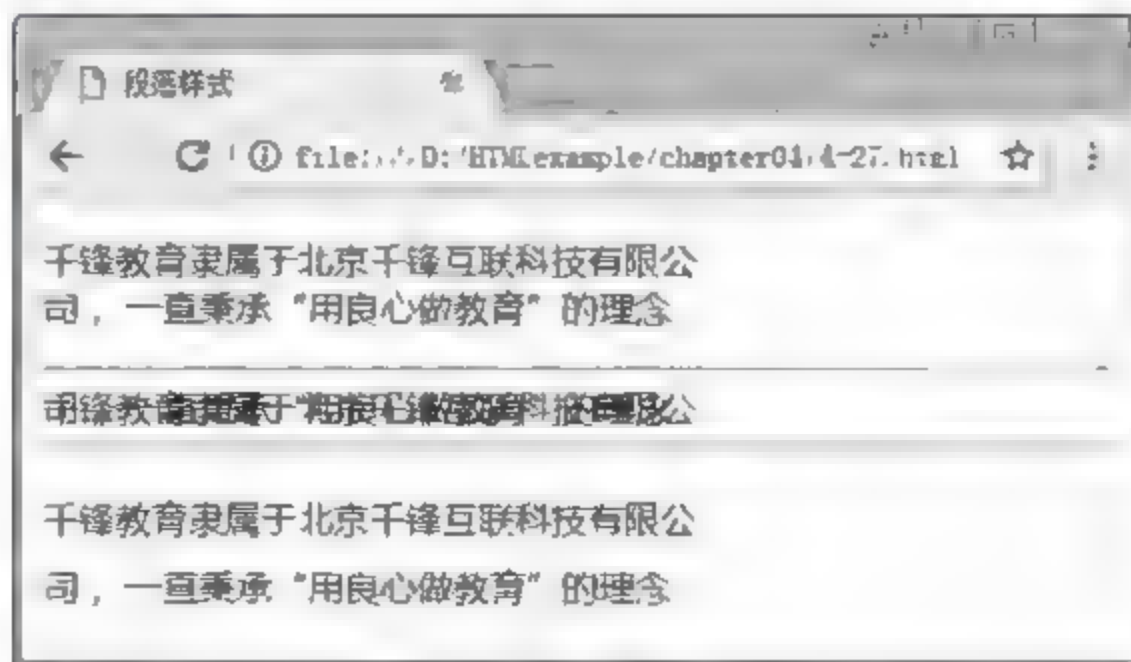 段落样式
file:///D:/HTMLexample/chapter04/4-27.html
千锋教育隶属于北京千锋互联科技有限公
司，一直秉承“用良心做教育”的理念
千锋教育隶属于北京千锋互联科技有限公
司，一直秉承“用良心做教育”的理念